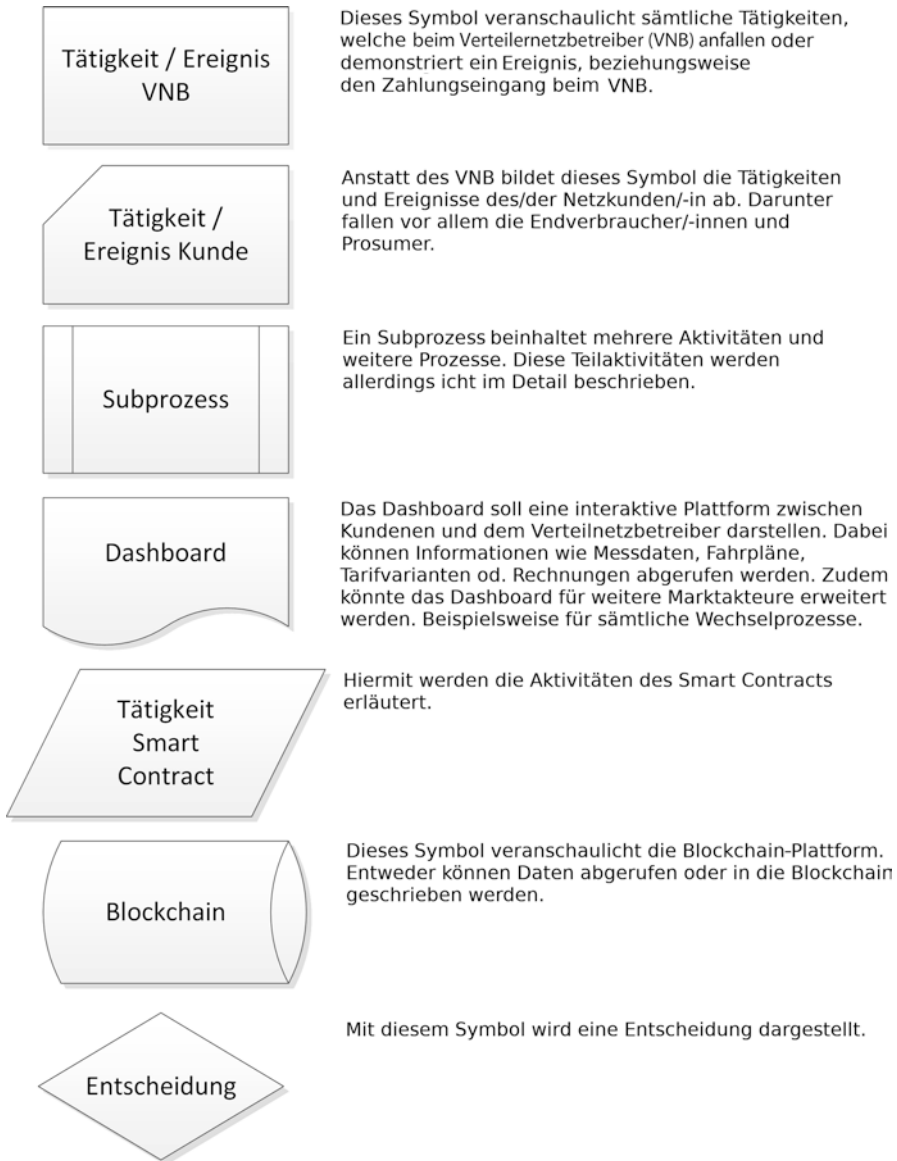 Tätigkeit / Ereignis
VNB
Dieses Symbol veranschaulicht sämtliche Tätigkeiten,
welche beim Verteilernetzbetreiber (VNB) anfallen oder
demonstriert ein Ereignis, beziehungsweise
den Zahlungseingang beim VNB.
Tätigkeit /
Ereignis Kunde
Anstatt des VNB bildet dieses Symbol die Tätigkeiten
und Ereignisse des/der Netzkunden/-in ab. Darunter
fallen vor allem die Endverbraucher/-innen und
Prosumer.
Subprozess
Ein Subprozess beinhaltet mehrere Aktivitäten und
weitere Prozesse. Diese Teilaktivitäten werden
allerdings icht im Detail beschrieben.
Dashboard
Das Dashboard soll eine interaktive Plattform zwischen
Kundenen und dem Verteilnetzbetreiber darstellen. Dabei
können Informationen wie Messdaten, Fahrpläne,
Tarifvarianten od. Rechnungen abgerufen werden. Zudem
könnte das Dashboard für weitere Marktakteure erweitert
werden. Beispielsweise für sämtliche Wechselprozesse.
Tätigkeit
Smart
Contract
Hiermit werden die Aktivitäten des Smart Contracts
erläutert.
Blockchain
Dieses Symbol veranschaulicht die Blockchain-Plattform.
Entweder können Daten abgerufen oder in die Blockchain
geschrieben werden.
Entscheidung
Mit diesem Symbol wird eine Entscheidung dargestellt.